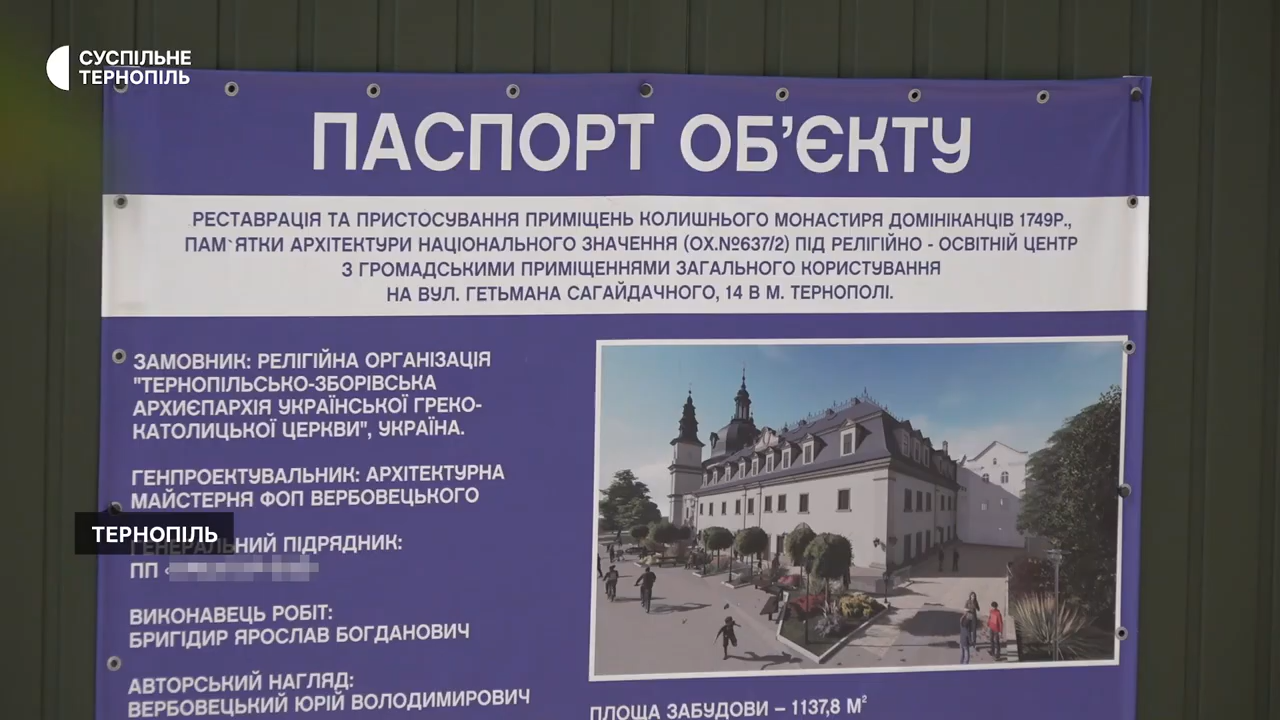 СУСПІЛЬНЕ
ТЕРНОПІЛЬ
ПАСПОРТ ОБ'ЄКТУ
РЕСТАВРАЦІЯ ТА ПРИСТОСУВАННЯ ПРИМІЩЕНЬ КОЛИШНЬОГО МОНАСТИРЯ ДОМІНІКАНЦІВ 1749Р.,
ПАМ`ЯТКИ АРХІТЕКТУРИ НАЦІОНАЛЬНОГО ЗНАЧЕННЯ (ОХ.№637/2) ПІД РЕЛІГІЙНО - ОСВІТНІЙ ЦЕНТР
З ГРОМАДСЬКИМИ ПРИМІЩЕННЯМИ ЗАГАЛЬНОГО КОРИСТУВАННЯ
НА ВУЛ. ГЕТЬМАНА САГАЙДАЧНОГО, 14 В М. ТЕРНОПОЛІ.
ЗАМОВНИК: РЕЛІГІЙНА ОРГАНІЗАЦІЯ
"ТЕРНОПІЛЬСЬКО-ЗБОРІВСЬКА
АРХИЄПАРХІЯ УКРАЇНСЬКОЇ ГРЕКО-
КАТОЛИЦЬКОЇ ЦЕРКВИ", УКРАЇНА.
ГЕНПРОЕКТУВАЛЬНИК: АРХІТЕКТУРНА
МАЙСТЕРНЯ ФОП ВЕРБОВЕЦЬКОГО
ТЕРНОПІЛЬ
ГЕНЕРАЛЬНИЙ ПІДРЯДНИК:
ПП
ВИКОНАВЕЦЬ РОБІТ:
БРИГІДИР ЯРОСЛАВ БОГДАНОВИЧ
АВТОРСЬКИЙ НАГЛЯД:
ВЕРБОВЕЦЬКИЙ ЮРІЙ ВОЛОДИМИРОВИЧ
ПЛОЩА ЗАБУДОВИ – 1137,8 М²